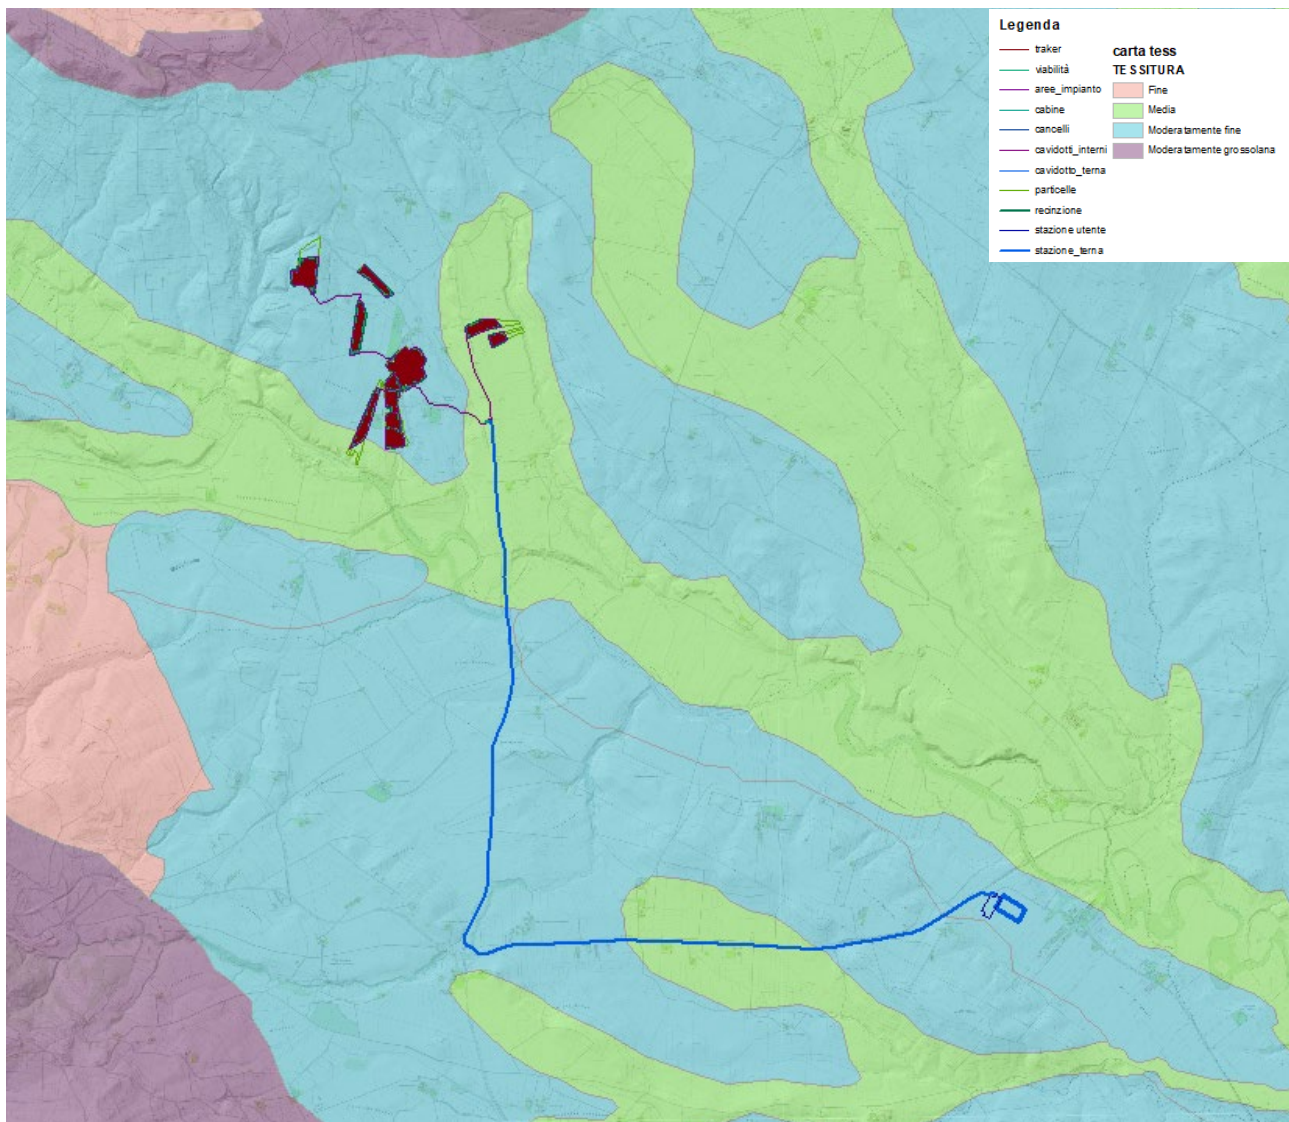 Legenda
traker
viabilità
aree_impianto
cabine
cancelli
cavidotti_interni
cavidotto_terna
particelle
recinzione
stazione utente
stazione_terna
carta tess
TESSITURA
Fine
Media
Moderatamente fine
Moderatamente grossolana